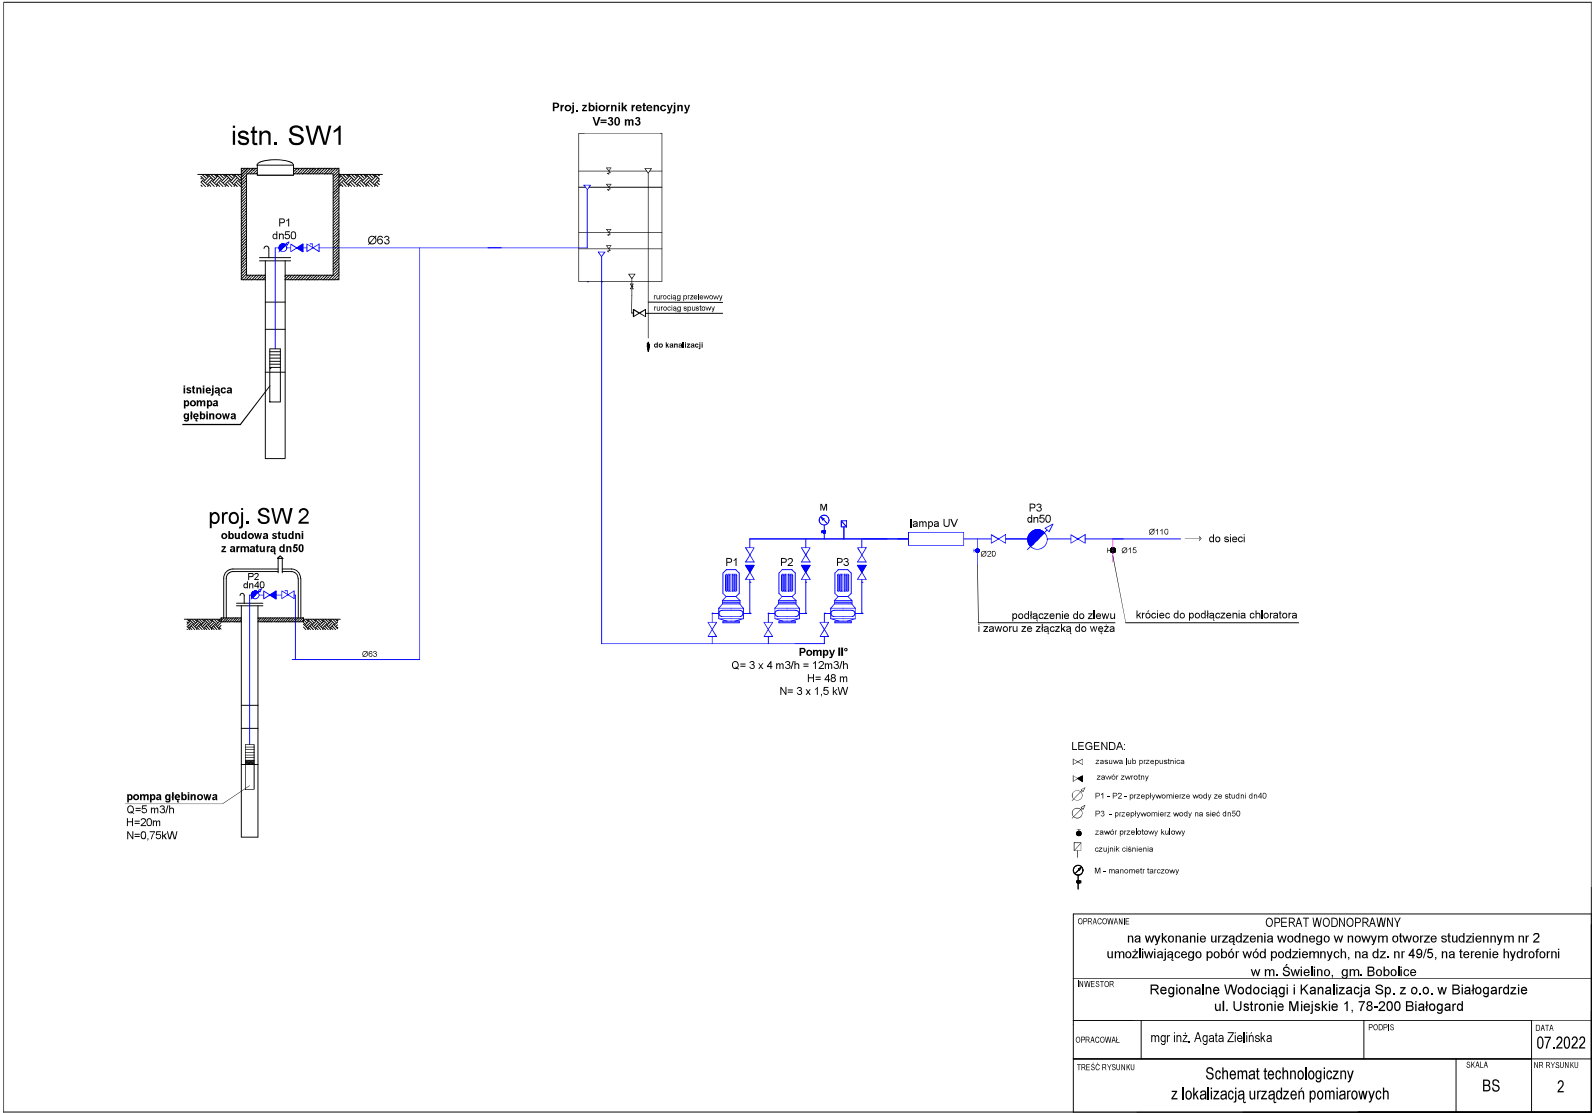 Proj. zbiornik retencyjny
V=30 m3
istn. SW1
P1
dn50
Ø63
rurociąg przelewowy
rurociąg spustowy
do kanalizacji
istniejąca
pompa
głębinowa
proj. SW 2
obudowa studni
z armaturą dn50
P2
dn40
Ø63
pompa głębinowa
Q=5 m3/h
H=20m
N=0,75kW
M
P1
P2
P3
lampa UV
P3
dn50
Ø20
Ø110
Ø15
do sieci
podłączenie do zlewu
i zaworu ze złączką do węża
króciec do podłączenia chloratora
Pompy II°
Q= 3 x 4 m3/h = 12m3/h
H= 48 m
N= 3 x 1,5 kW
LEGENDA:
zasuwa lub przepustnica
zawór zwrotny
P1 - P2 - przepływomierze wody ze studni dn40
P3 - przepływomierz wody na sieć dn50
zawór przelotowy kulowy
czujnik ciśnienia
M - manometr tarczowy
OPRACOWANIE
OPERAT WODNOPRAWNY
na wykonanie urządzenia wodnego w nowym otworze studziennym nr 2
umożliwiającego pobór wód podziemnych, na dz. nr 49/5, na terenie hydroforni
w m. Świelino, gm. Bobolice
INWESTOR
Regionalne Wodociągi i Kanalizacja Sp. z o.o. w Białogardzie
ul. Ustronie Miejskie 1, 78-200 Białogard
OPRACOWAŁ
mgr inż. Agata Zielińska
PODPIS
DATA
07.2022
TREŚĆ RYSUNKU
Schemat technologiczny
z lokalizacją urządzeń pomiarowych
SKALA
BS
NR RYSUNKU
2